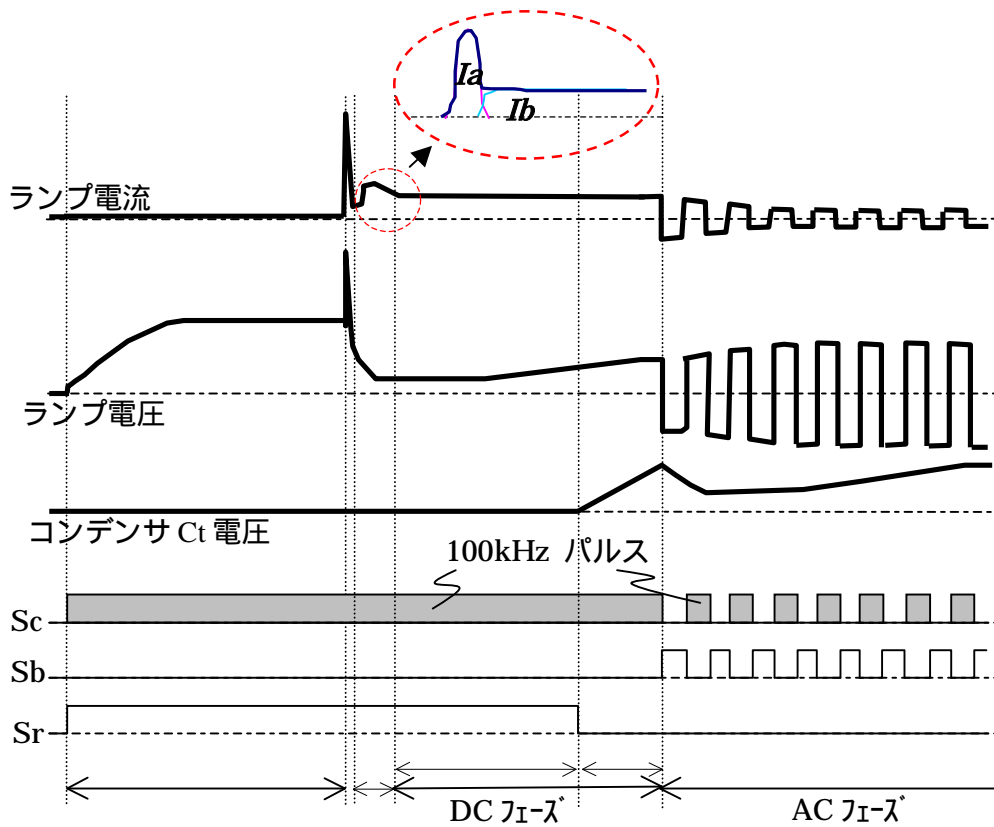 Ia
Ib
ランプ電流
ランプ電圧
コンデンサ Ct 電圧
100kHz パルス
Sc
Sb
Sr
DC フェーズ
AC フェーズ